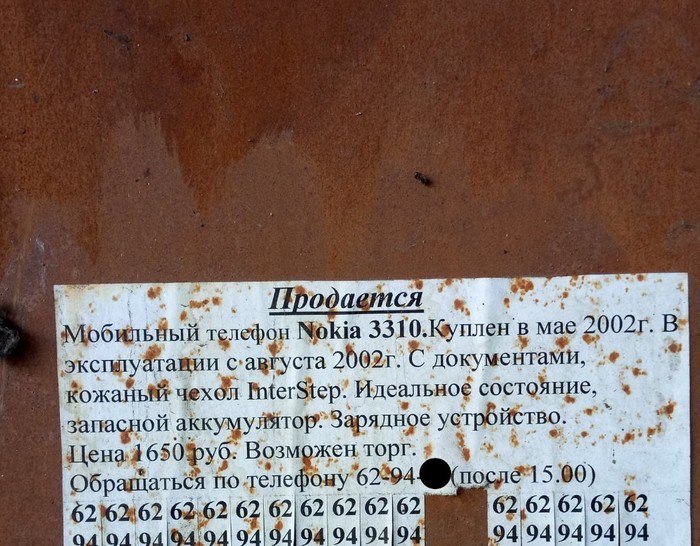 Продается
Мобильный телефон Nokia 3310.Куплен в мае 2002г. В
эксплуатации с августа 2002г. С документами,
кожаный чехол InterStep. Идеальное состояние,
запасной аккумулятор. Зарядное устройство.
Цена 1650 руб. Возможен торг.
Обращаться по телефону 62-94- (после 15.00)
62 62 62 62 62 62 62 62 62 62 62 62 62 62 62 62
94 94 94 94 94 94 94 94 94 94 94 94 94 94 94 94